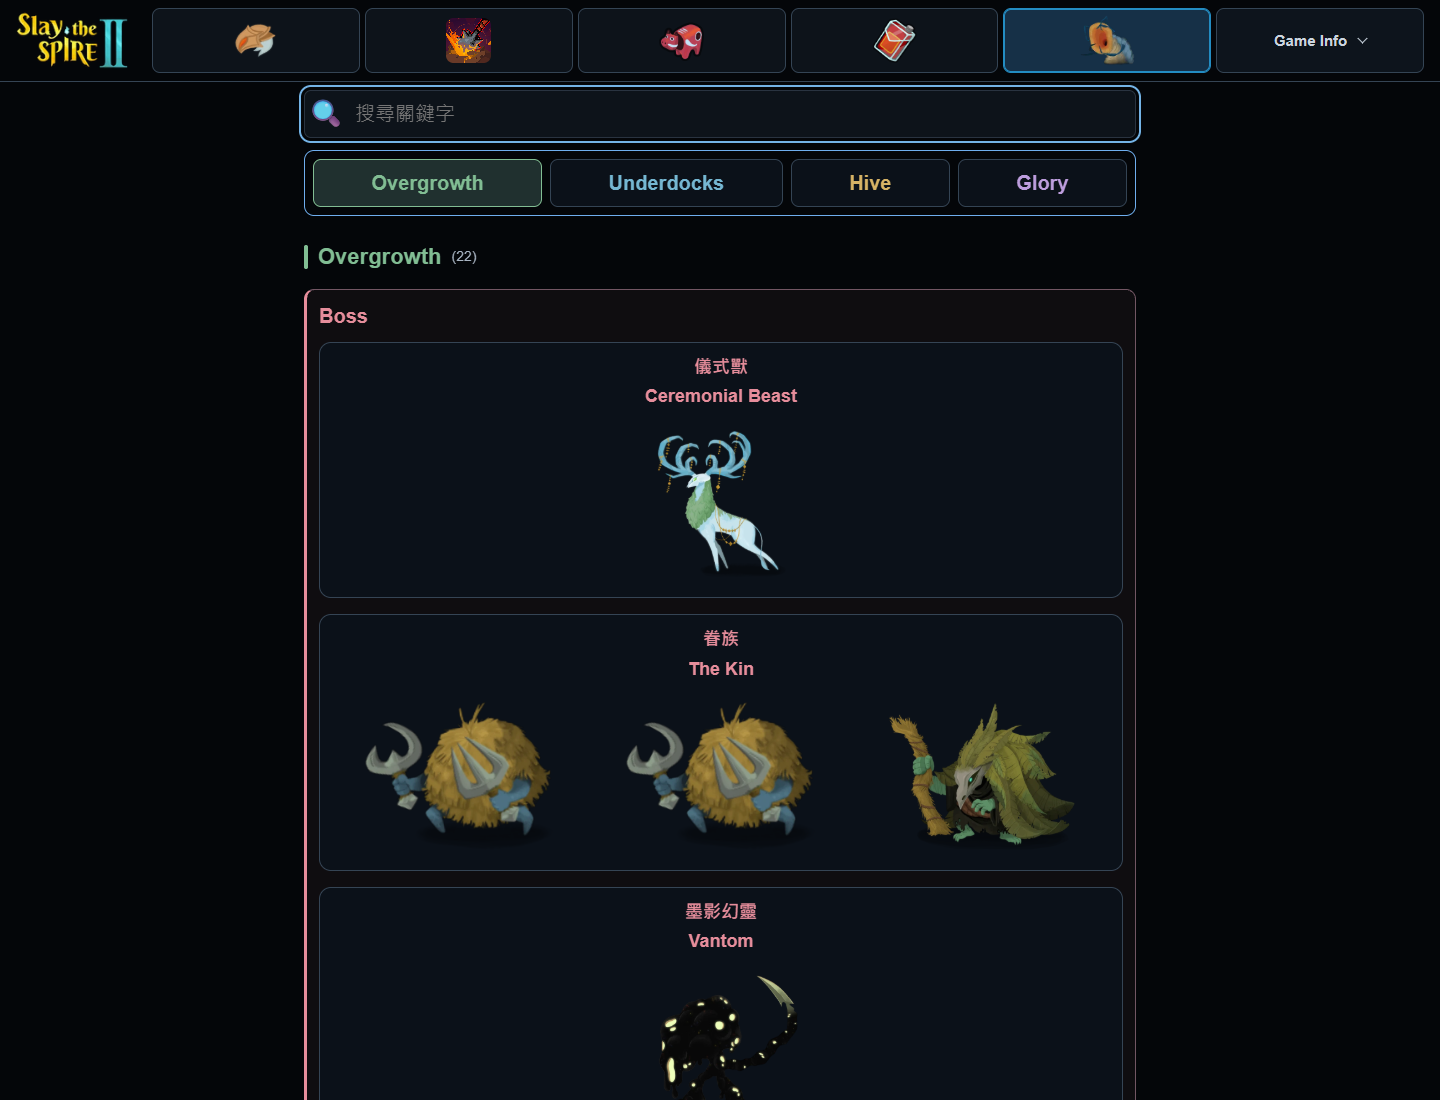 Slay the
SPIRE II
Game Info
搜尋關鍵字
Overgrowth
Underdocks
Hive
Glory
Overgrowth (22)
Boss
儀式獸
Ceremonial Beast
眷族
The Kin
墨影幻靈
Vantom